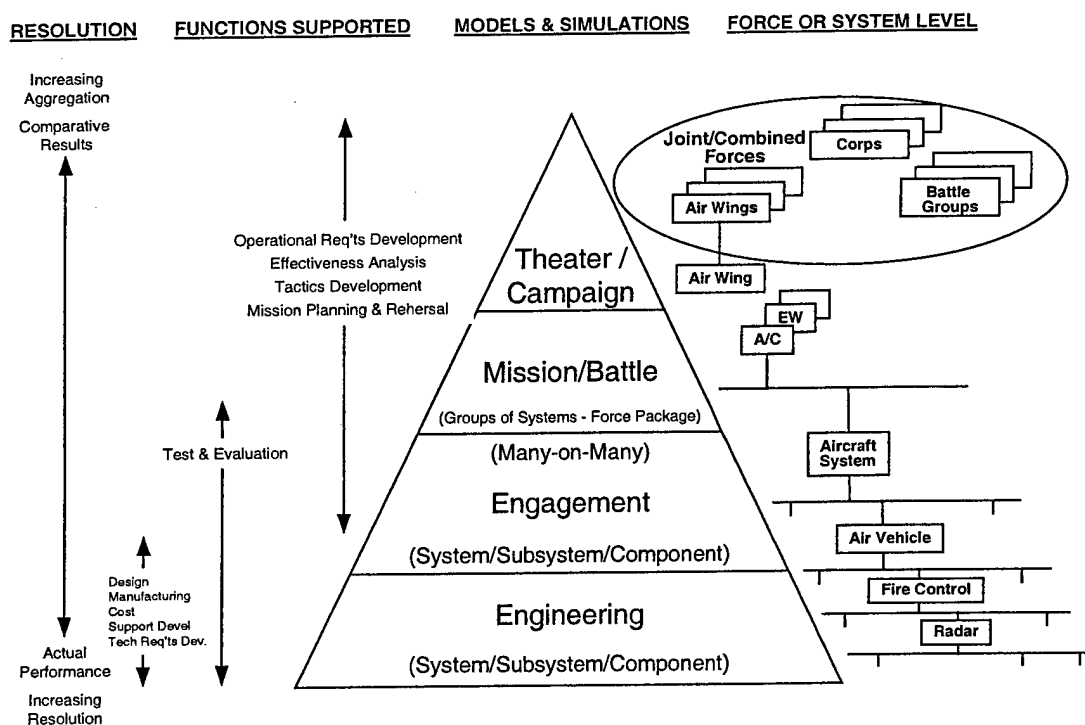 RESOLUTION
FUNCTIONS SUPPORTED
MODELS & SIMULATIONS
FORCE OR SYSTEM LEVEL
Increasing
Aggregation
Comparative
Results
Actual
Performance
Increasing
Resolution
Operational Req'ts Development
Effectiveness Analysis
Tactics Development
Mission Planning & Rehersal
Test & Evaluation
Design
Manufacturing
Cost
Support Devel
Tech Req'ts Dev.
Theater /
Campaign
Mission/Battle
(Groups of Systems - Force Package)
(Many-on-Many)
Engagement
(System/Subsystem/Component)
Engineering
(System/Subsystem/Component)
Joint/Combined
Forces
Corps
Air Wings
Battle
Groups
Air Wing
EW
A/C
Aircraft
System
Air Vehicle
Fire Control
Radar